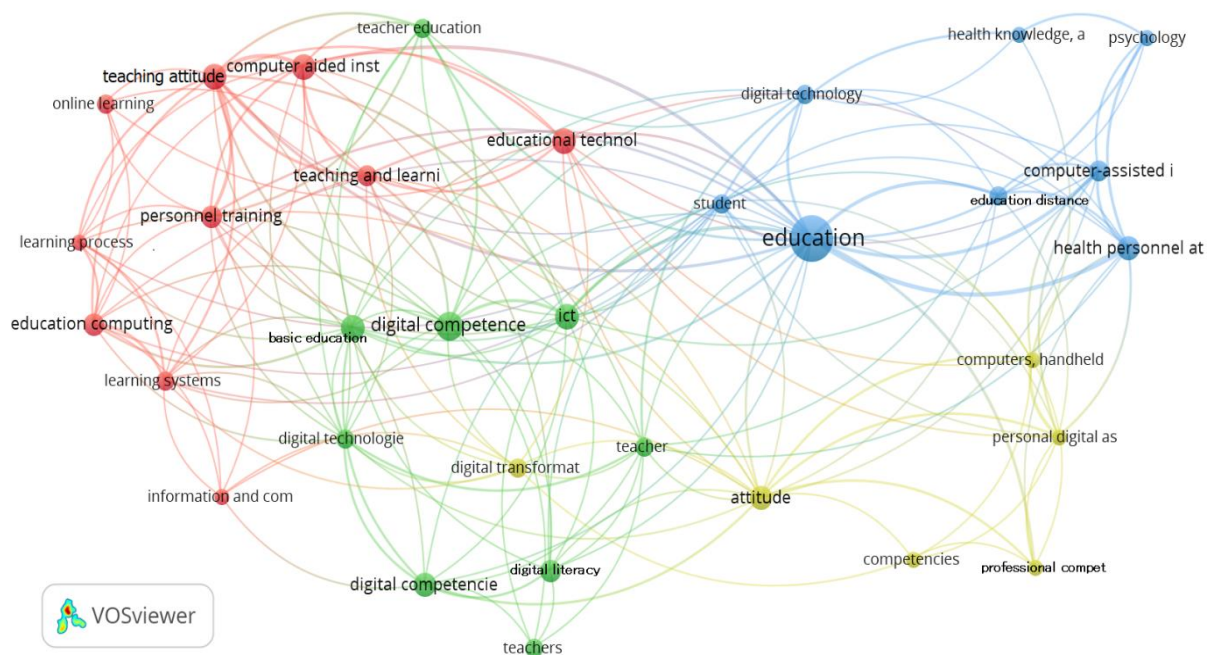 teacher education
health knowledge, a
psychology
teaching attitude
computer aided inst
online learning
digital technology
educational technol
teaching and learni
computer-assisted i
education distance
personnel training
student
learning process
education
health personnel at
education computing
basic education
digital competence
ict
learning systems
computers, handheld
digital technologie
teacher
personal digital as
digital transformat
information and com
attitude
competencies
professional compet
digital competencie
digital literacy
teachers
VOSviewer